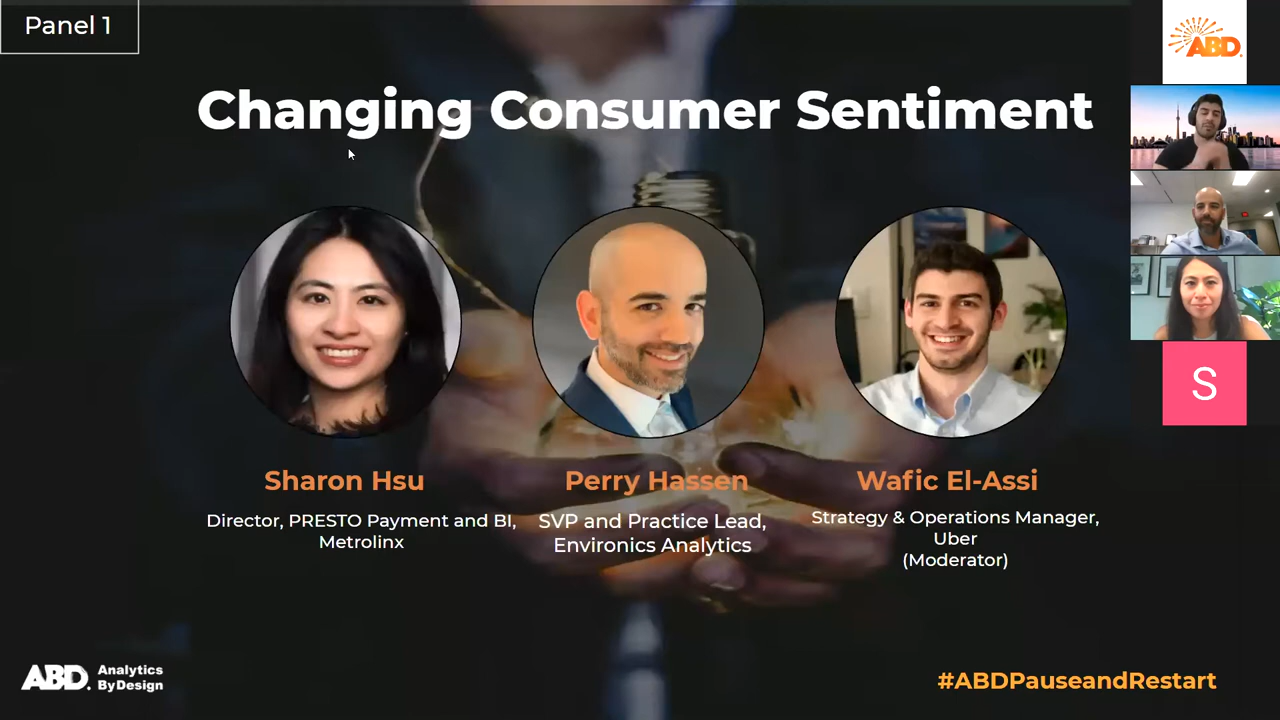 Panel 1
Changing Consumer Sentiment
Sharon Hsu
Director, PRESTO Payment and BI,
Metrolinx
Perry Hassen
SVP and Practice Lead,
Environics Analytics
Wafic El-Assi
Strategy & Operations Manager,
Uber
(Moderator)
ABD.
Analytics
ByDesign
#ABDPauseandRestart
ABD
S